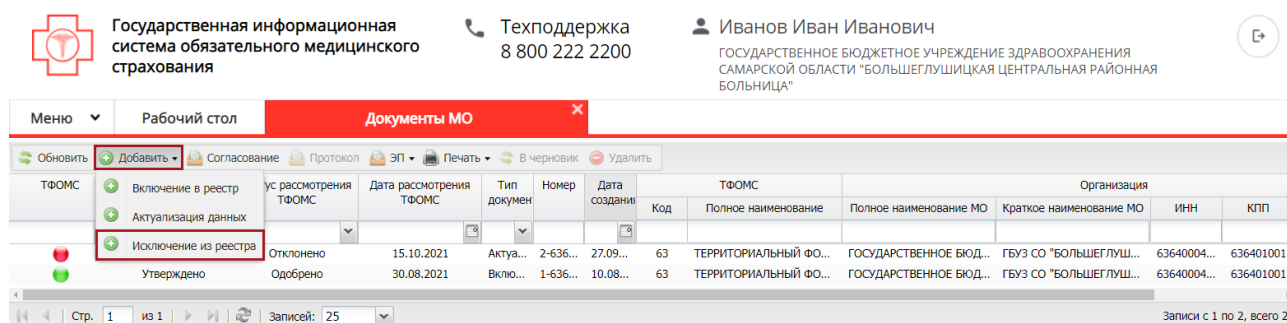 Государственная информационная
система обязательного медицинского
страхования
Техподдержка
8 800 222 2200
Иванов Иван Иванович
ГОСУДАРСТВЕННОЕ БЮДЖЕТНОЕ УЧРЕЖДЕНИЕ ЗДРАВООХРАНЕНИЯ
САМАРСКОЙ ОБЛАСТИ "БОЛЬШЕГЛУШИЦКАЯ ЦЕНТРАЛЬНАЯ РАЙОННАЯ
БОЛЬНИЦА"
Меню Рабочий стол Документы МО
Обновить Добавить Согласование Протокол ЭП Печать В черновик Удалить
ТФОМС ус рассмотрения ТФОМС Дата рассмотрения ТФОМС Тип докумен Номер Дата создания ТФОМС Организация
Код Полное наименование Полное наименование МО Краткое наименование МО ИНН КПП
Включение в реестр
Актуализация данных
Исключение из реестра
Отклонено 15.10.2021 Актуа... 2-636... 27.09... 63 ТЕРРИТОРИАЛЬНЫЙ ФО... ГОСУДАРСТВЕННОЕ БЮД... ГБУЗ СО "БОЛЬШЕГЛУШ... 63640004... 636401001
Утверждено Одобрено 30.08.2021 Вклю... 1-636... 10.08... 63 ТЕРРИТОРИАЛЬНЫЙ ФО... ГОСУДАРСТВЕННОЕ БЮД... ГБУЗ СО "БОЛЬШЕГЛУШ... 63640004... 636401001
Стр. 1 из 1 Записей: 25 Записи с 1 по 2, всего 2